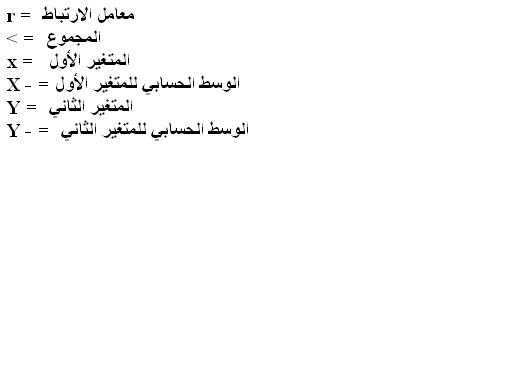 r = معامل الارتباط
< = المجموع
x = المتغير الأول
X - = الوسط الحسابي للمتغير الأول
Y = المتغير الثاني
Y - = الوسط الحسابي للمتغير الثاني